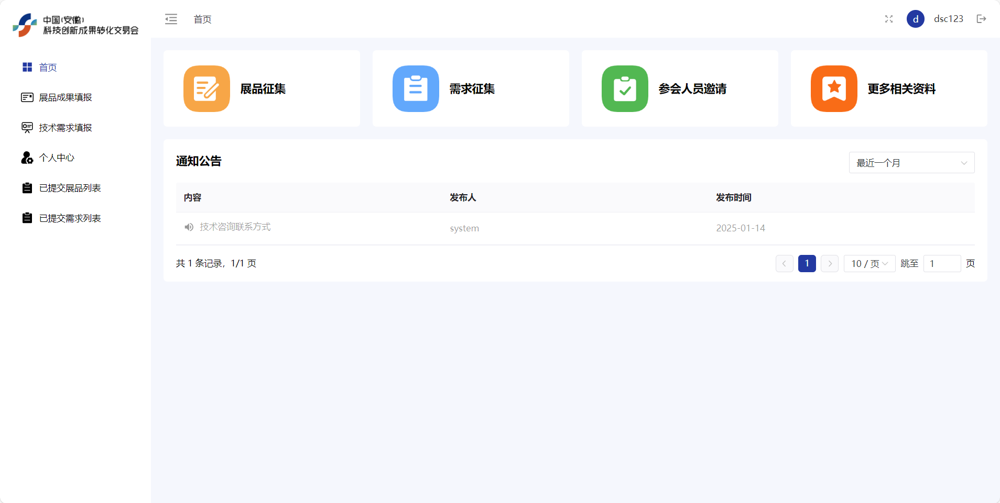 中国(安徽)
科技创新成果转化交易会
首页
展品成果填报
技术需求填报
个人中心
已提交展品列表
已提交需求列表
首页
d
dsc123
展品征集
需求征集
参会人员邀请
更多相关资料
通知公告
最近一个月
内容 发布人 发布时间
技术咨询联系方式 system 2025-01-14
共 1 条记录，1/1 页
1 10 / 页 跳至 1 页